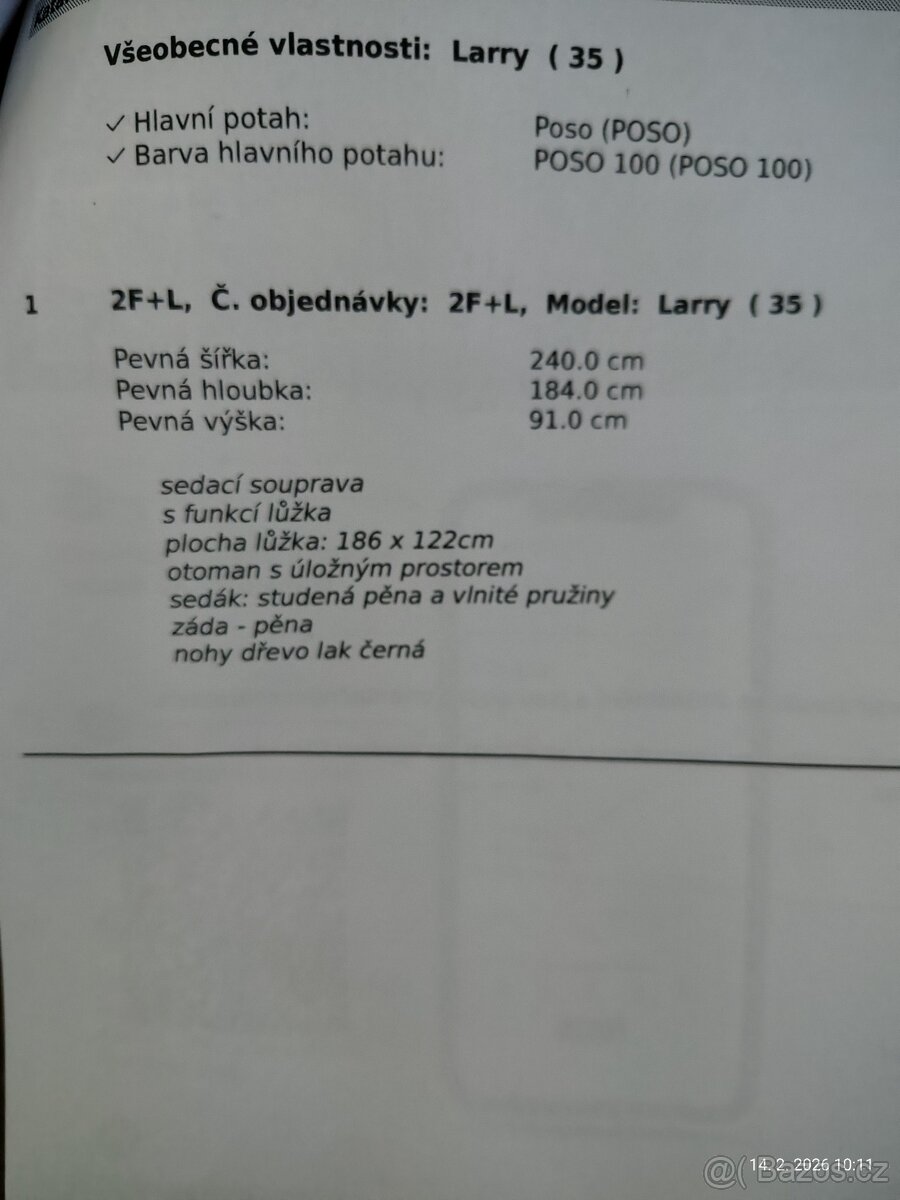 Všeobecné vlastnosti: Larry ( 35 )
✓ Hlavní potah: Poso (POSO)
✓ Barva hlavního potahu: POSO 100 (POSO 100)
1 2F+L, Č. objednávky: 2F+L, Model: Larry ( 35 )
Pevná šířka: 240.0 cm
Pevná hloubka: 184.0 cm
Pevná výška: 91.0 cm
sedací souprava
s funkcí lůžka
plocha lůžka: 186 x 122cm
otoman s úložným prostorem
sedák: studená pěna a vlnité pružiny
záda - pěna
nohy dřevo lak černá
14. 2. 2026 10:11
@ Bazos.cz